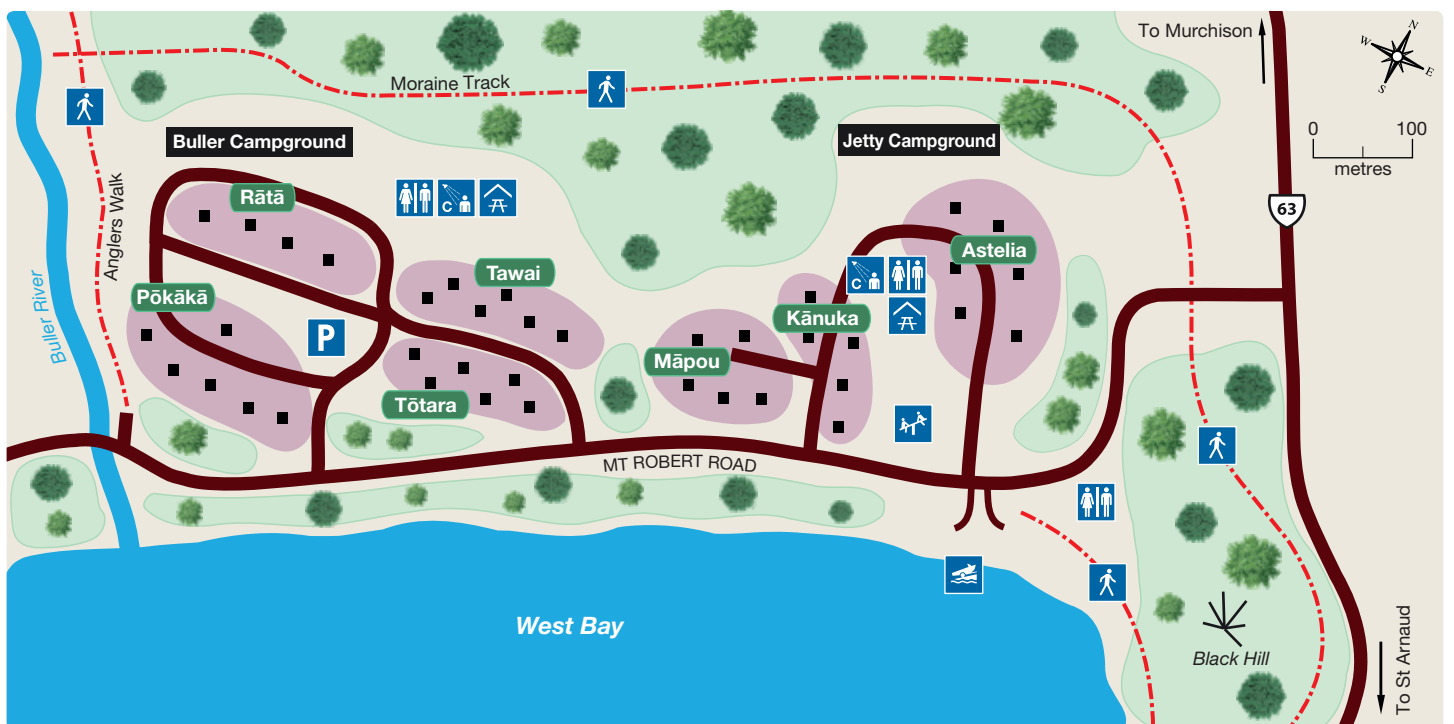 To Murchison
N
W
E
S
0 100
metres
Moraine Track
Buller Campground
Jetty Campground
Anglers Walk
Buller River
Rātā
C
Tawai
Pōkākā
P
Tōtara
Astelia
C
Kānuka
Māpou
63
MT ROBERT ROAD
West Bay
Black Hill
To St Arnaud